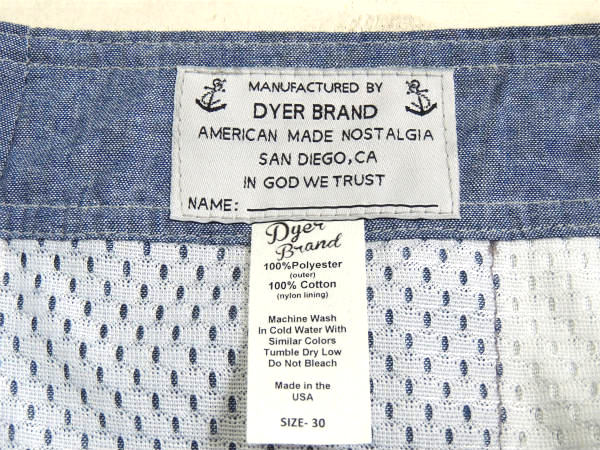 MANUFACTURED BY
DYER BRAND
AMERICAN MADE NOSTALGIA
SAN DIEGO,CA
IN GOD WE TRUST
NAME:
Dyer
Brand
100%Polyester
(outer)
100% Cotton
(nylon lining)
Machine Wash
In Cold Water With
Similar Colors
Tumble Dry Low
Do Not Bleach
Made in the
USA
SIZE- 30